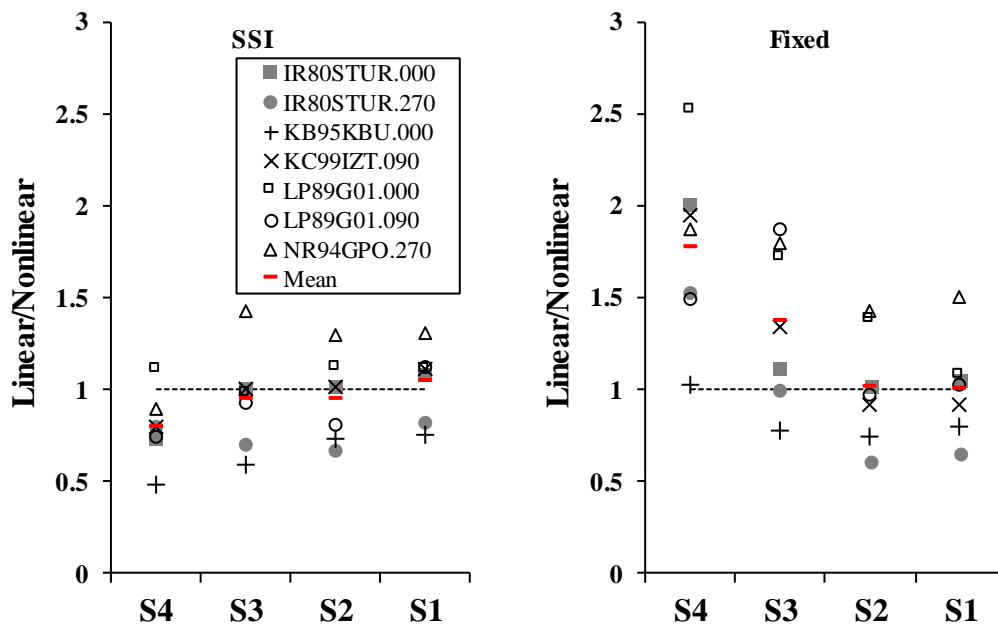 SSI
Linear/Nonlinear
3
2.5
2
1.5
1
0.5
0
IR80STUR.000
IR80STUR.270
KB95KBU.000
KC99IZT.090
LP89G01.000
LP89G01.090
NR94GPO.270
Mean
S4 S3 S2 S1
Fixed
Linear/Nonlinear
3
2.5
2
1.5
1
0.5
0
S4 S3 S2 S1